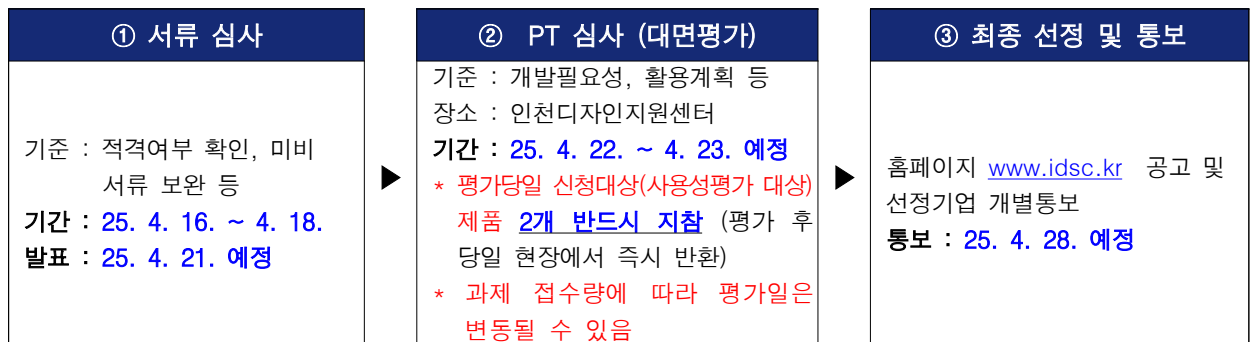 ① 서류 심사
기준 : 적격여부 확인, 미비
서류 보완 등
기간 : 25. 4. 16. ~ 4. 18.
발표 : 25. 4. 21. 예정
▶
② PT 심사 (대면평가)
기준 : 개발필요성, 활용계획 등
장소 : 인천디자인지원센터
기간 : 25. 4. 22. ~ 4. 23. 예정
* 평가당일 신청대상(사용성평가 대상)
제품 2개 반드시 지참 (평가 후
당일 현장에서 즉시 반환)
* 과제 접수량에 따라 평가일은
변동될 수 있음
▶
③ 최종 선정 및 통보
홈페이지 www.idsc.kr 공고 및
선정기업 개별통보
통보 : 25. 4. 28. 예정